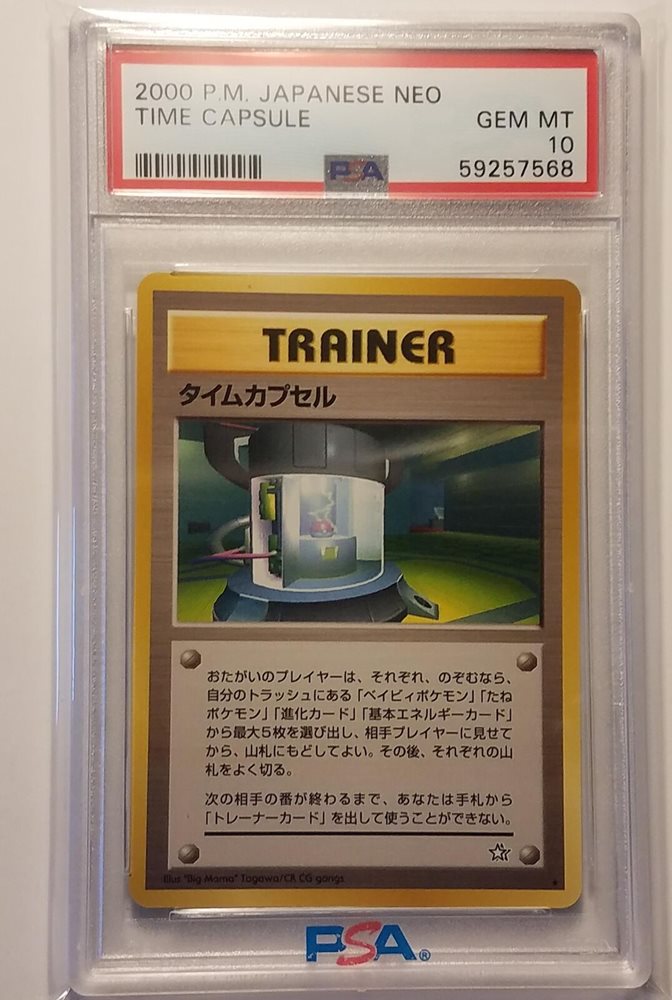 2000 P.M. JAPANESE NEO
TIME CAPSULE
GEM MT
10
59257568
PSA
TRAINER
タイムカプセル
おたがいのプレイヤーは、それぞれ、のぞむなら、
自分のトラッシュにある「ベイビィポケモン」「たね
ポケモン」「進化カード」「基本エネルギーカード」
から最大5枚を選び出し、相手プレイヤーに見せて
から、山札にもどしてよい。その後、それぞれの山
札をよく切る。
次の相手の番が終わるまで、あなたは手札から
「トレーナーカード」を出して使うことができない。
Illus "Big Mama" Tagawa/CR CG gangs
PSA®